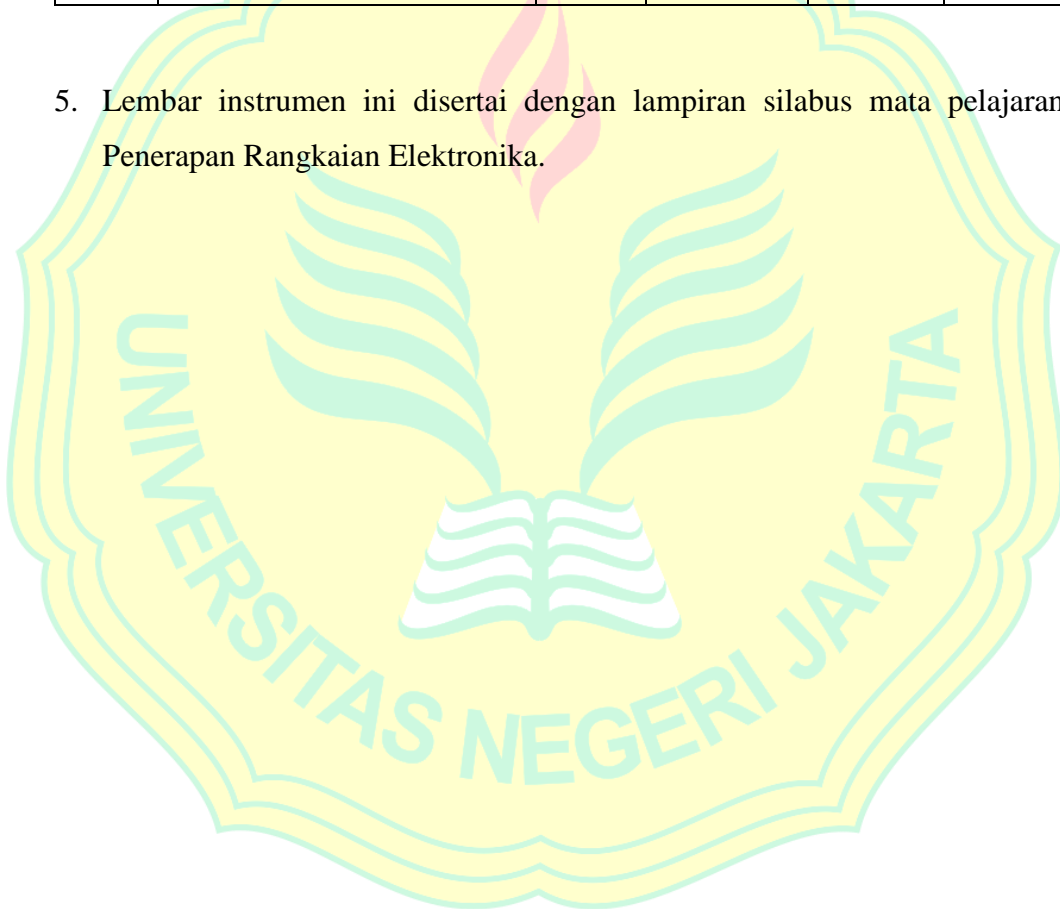 5. Lembar instrumen ini disertai dengan lampiran silabus mata pelajaran
Penerapan Rangkaian Elektronika.
UNIVERSITAS NEGERI JAKARTA